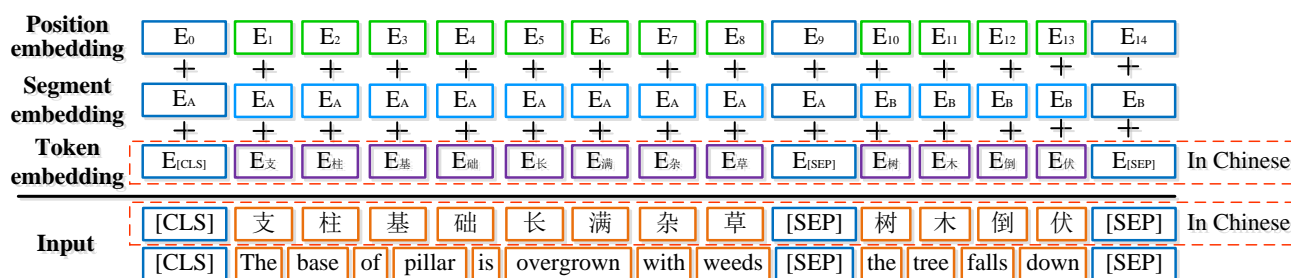 Position embedding E0 E1 E2 E3 E4 E5 E6 E7 E8 E9 E10 E11 E12 E13 E14
+ + + + + + + + + + + + + + +
Segment embedding EA EA EA EA EA EA EA EA EA EA EB EB EB EB EB
+ + + + + + + + + + + + + + +
Token embedding E[CLS] E支 E柱 E基 E础 E长 E满 E杂 E草 E[SEP] E树 E木 E倒 E伏 E[SEP] In Chinese
Input
[CLS] 支 柱 基 础 长 满 杂 草 [SEP] 树 木 倒 伏 [SEP] In Chinese
[CLS] The base of pillar is overgrown with weeds [SEP] the tree falls down [SEP]